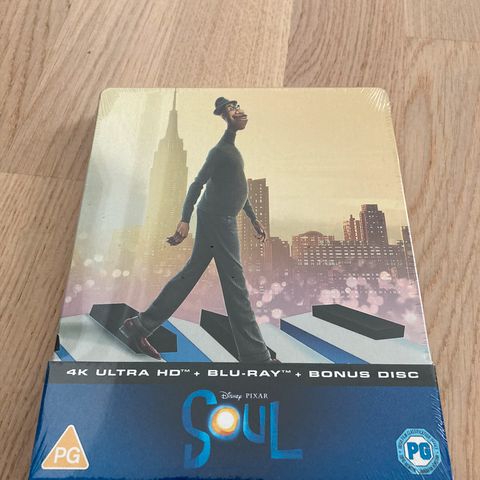 4K ULTRA HD™ + BLU-RAY™ + BONUS DISC
Disney PIXAR
SOUL
PG
PG